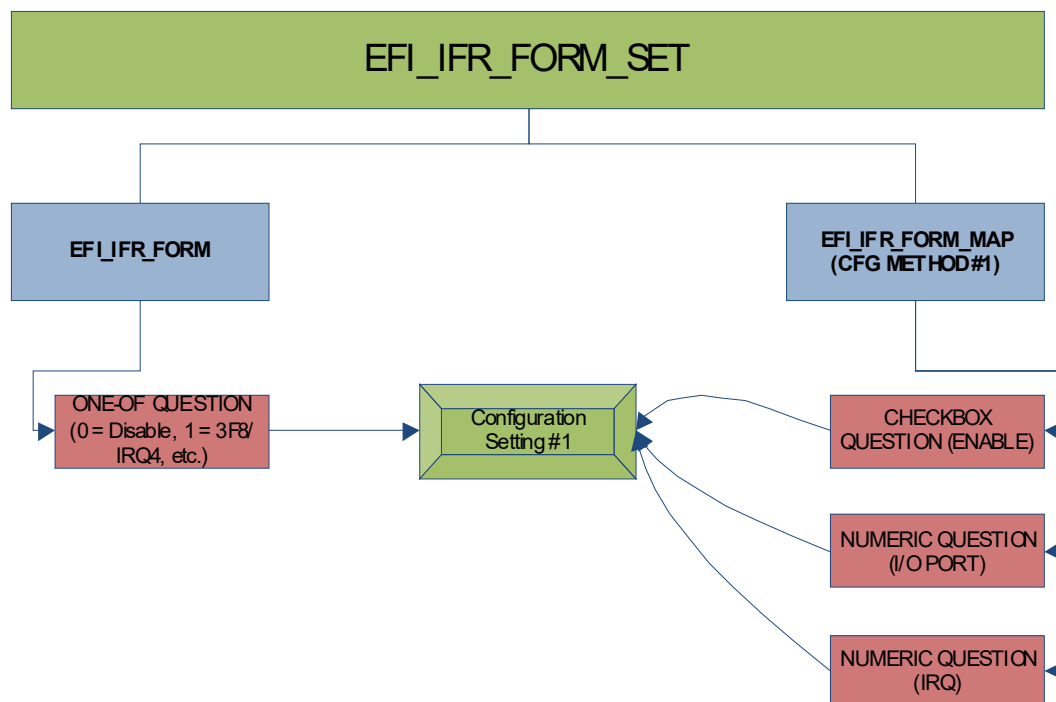 EFI_IFR_FORM_SET
EFI_IFR_FORM
EFI_IFR_FORM_MAP
(CFG METHOD #1)
ONE-OF QUESTION
(0 = Disable, 1 = 3F8/
IRQ4, etc.)
Configuration
Setting #1
CHECKBOX
QUESTION (ENABLE)
NUMERIC QUESTION
(I/O PORT)
NUMERIC QUESTION
(IRQ)